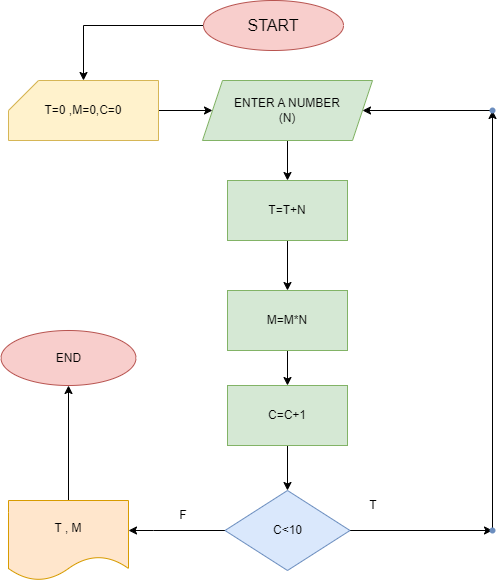 START
T=0 ,M=0,C=0
ENTER A NUMBER
(N)
T=T+N
M=M*N
END
C=C+1
T
F
T , M
C<10